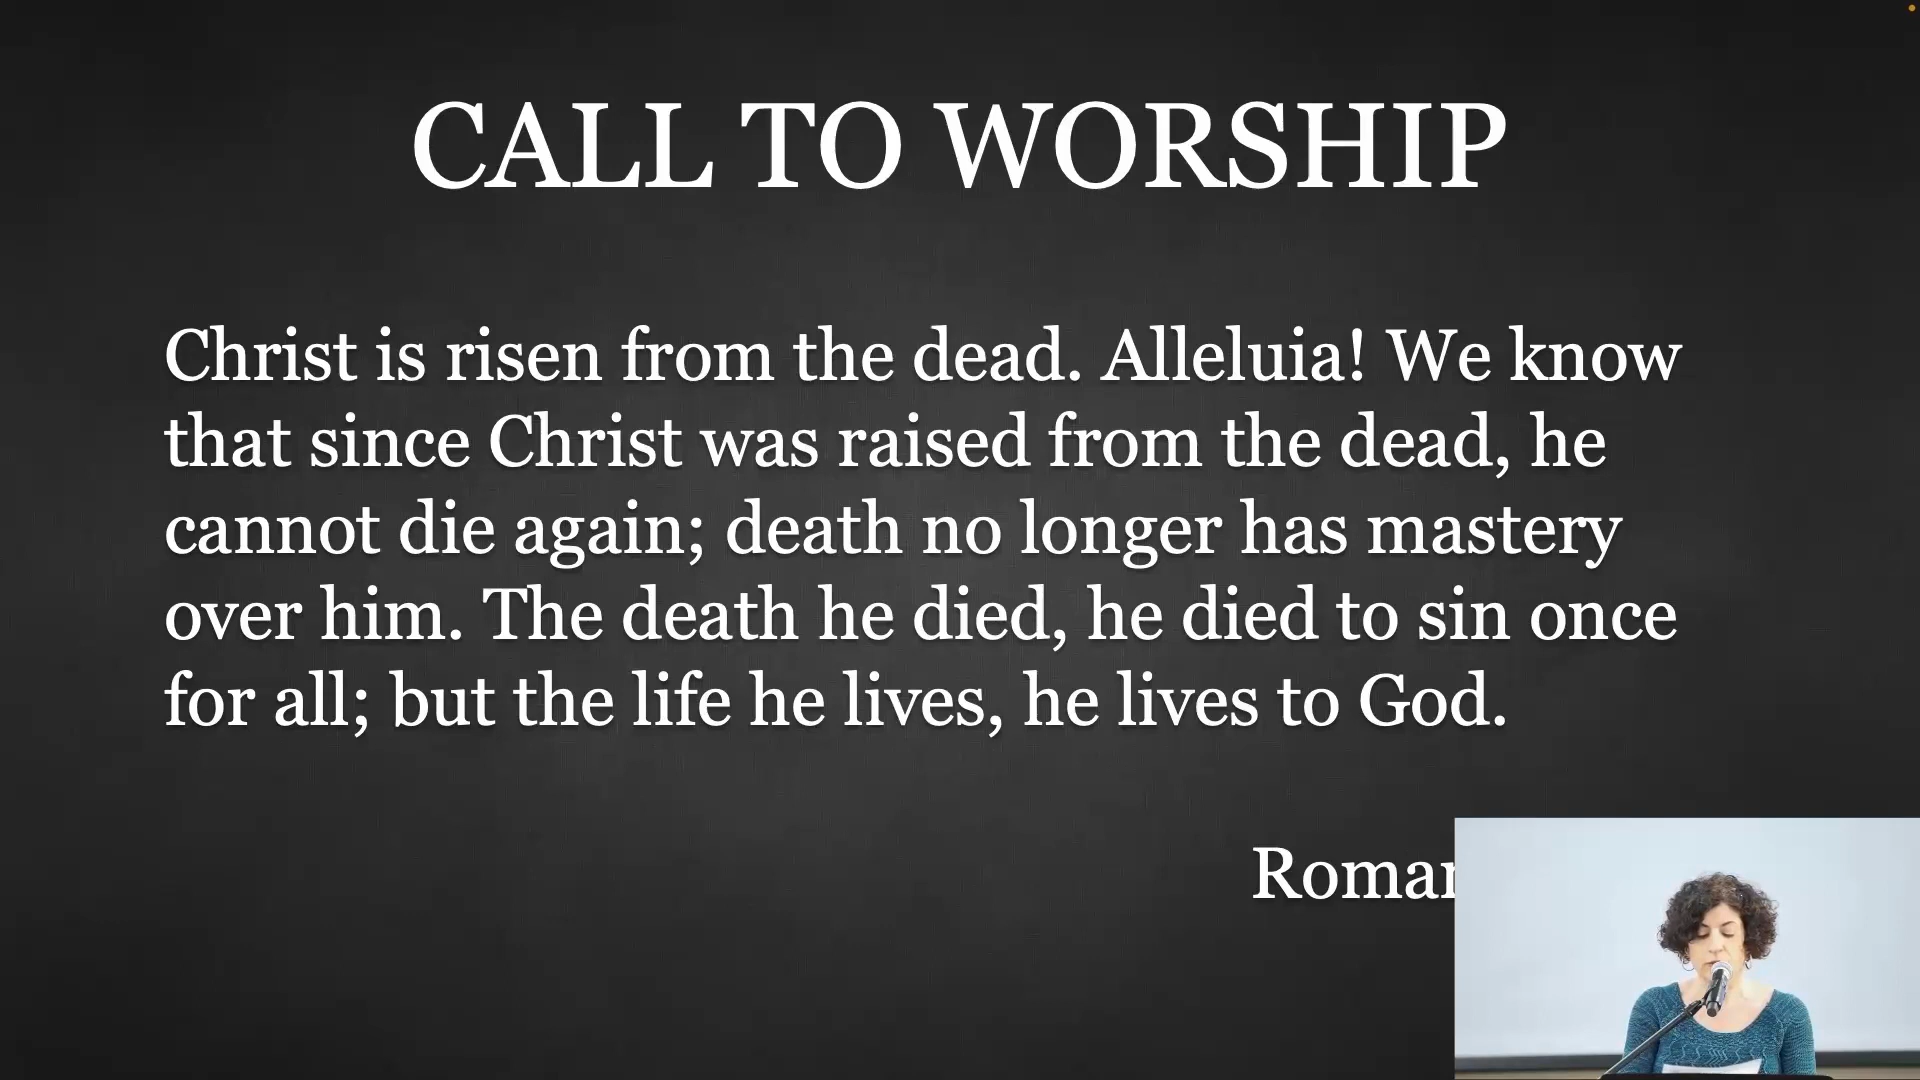 CALL TO WORSHIP
Christ is risen from the dead. Alleluia! We know
that since Christ was raised from the dead, he
cannot die again; death no longer has mastery
over him. The death he died, he died to sin once
for all; but the life he lives, he lives to God.